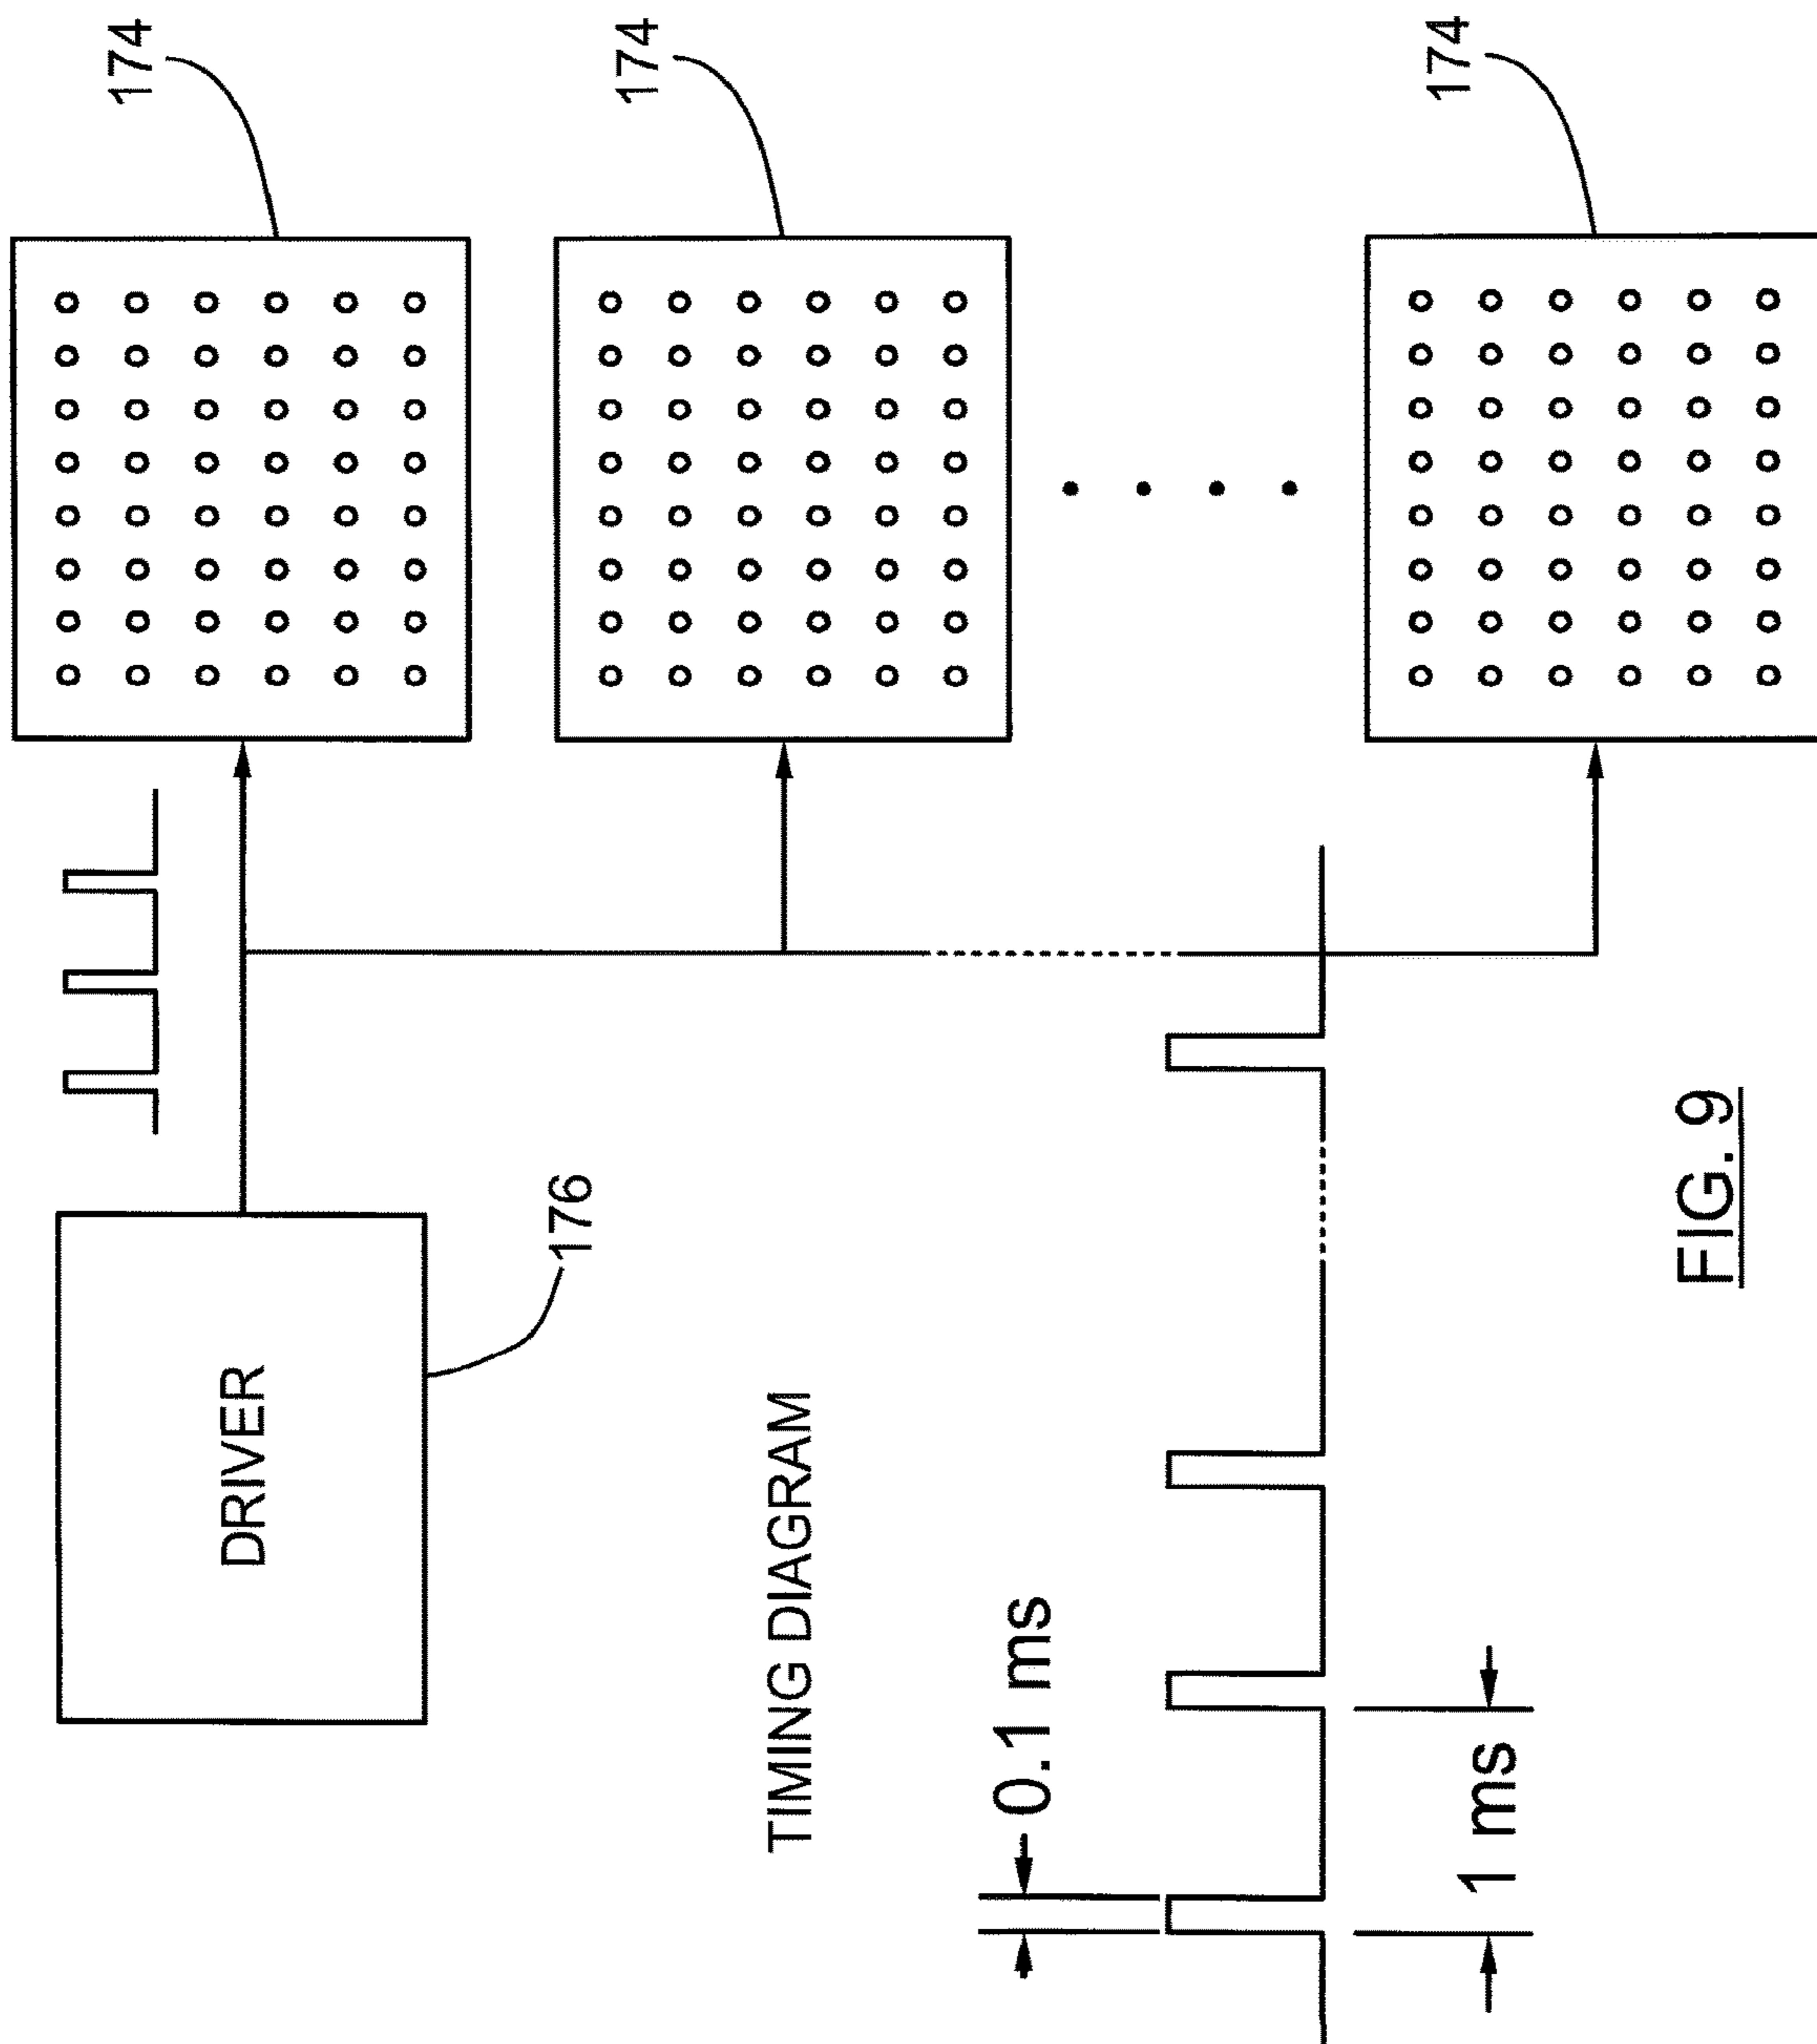 DRIVER
176
174
174
174
TIMING DIAGRAM
0.1 ms
1 ms
FIG. 9